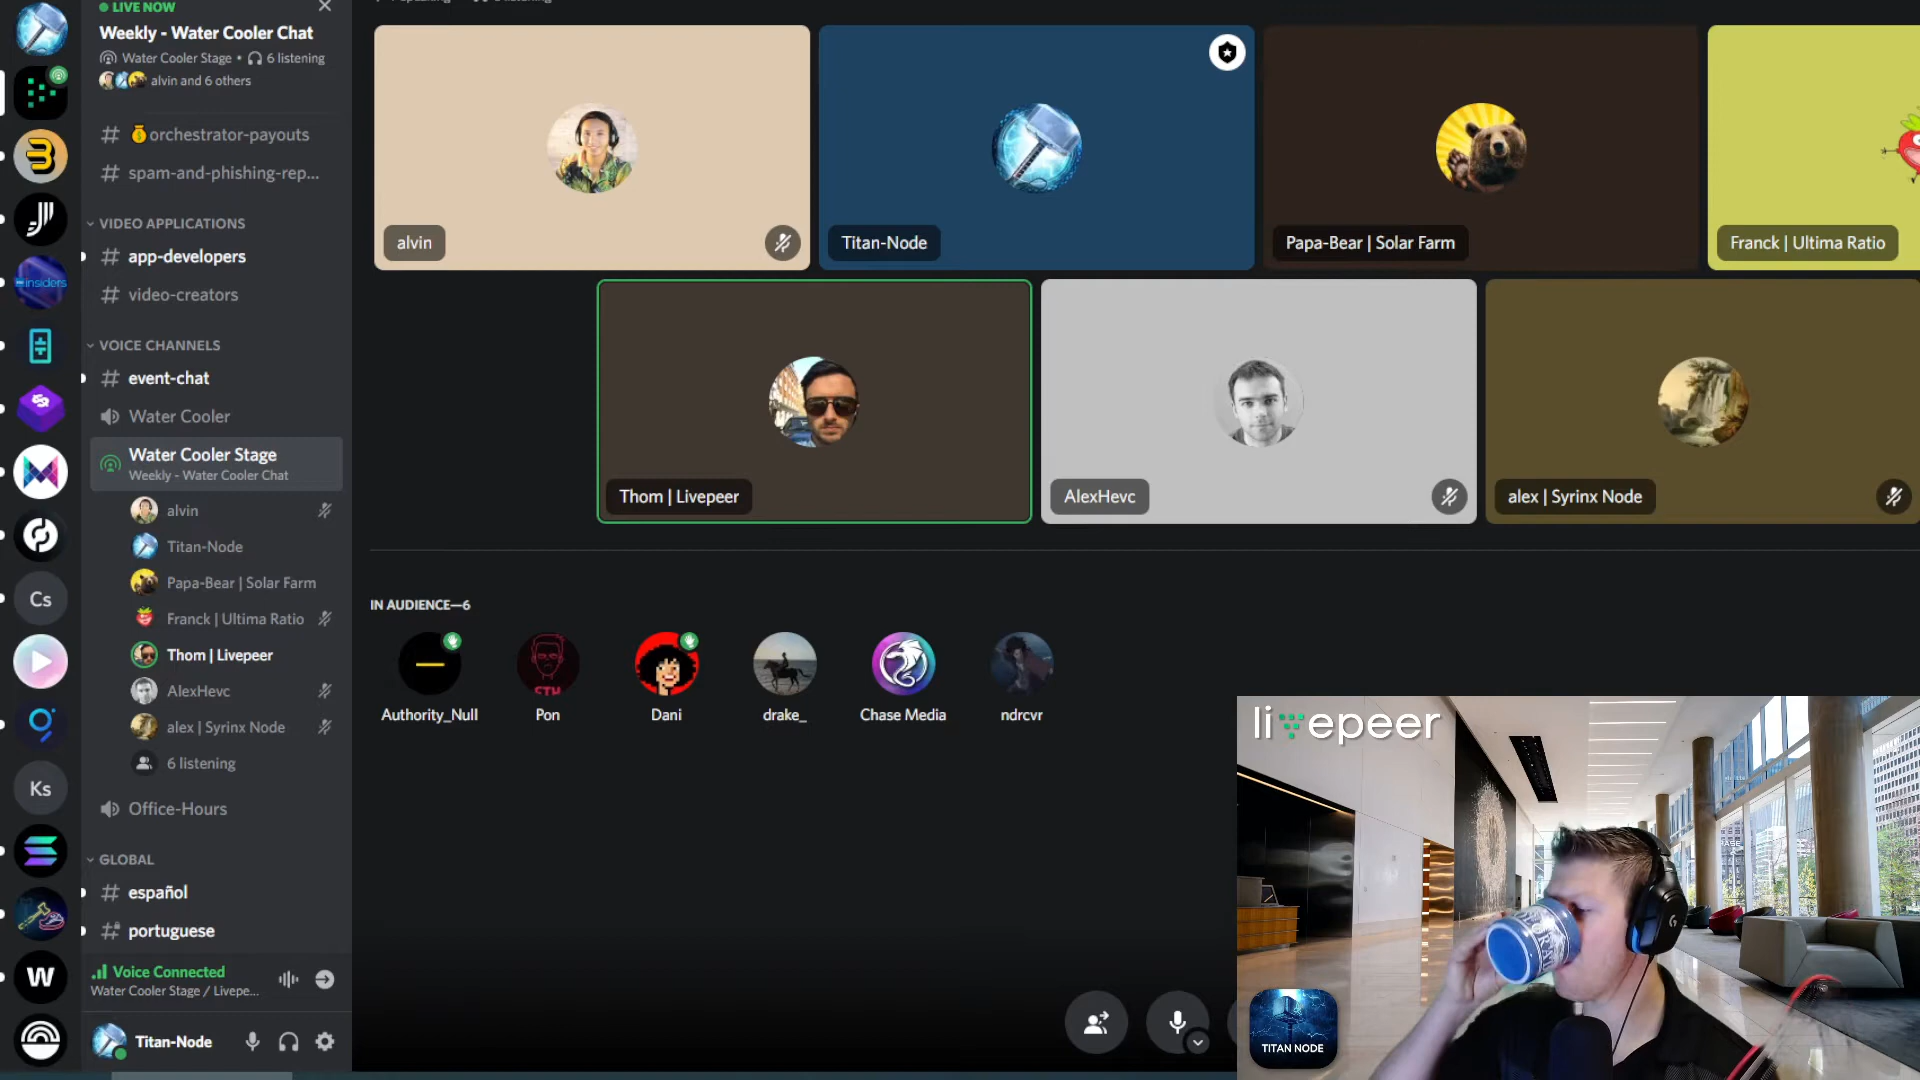 LIVE NOW
Weekly - Water Cooler Chat
Water Cooler Stage • 6 listening
alvin and 6 others
# 💰orchestrator-payouts
# spam-and-phishing-rep...
VIDEO APPLICATIONS
# app-developers
# video-creators
VOICE CHANNELS
# event-chat
Water Cooler
Water Cooler Stage
Weekly - Water Cooler Chat
alvin
Titan-Node
Papa-Bear | Solar Farm
Franck | Ultima Ratio
Thom | Livepeer
AlexHevc
alex | Syrinx Node
6 listening
Office-Hours
GLOBAL
# español
# portuguese
Voice Connected
Water Cooler Stage / Livepe...
Titan-Node
insiders
Cs
Ks
W
alvin
Titan-Node
Papa-Bear | Solar Farm
Franck | Ultima Ratio
Thom | Livepeer
AlexHevc
alex | Syrinx Node
IN AUDIENCE—6
Authority_Null
Pon
Dani
drake_
Chase Media
ndrcvr
livepeer
TITAN NODE